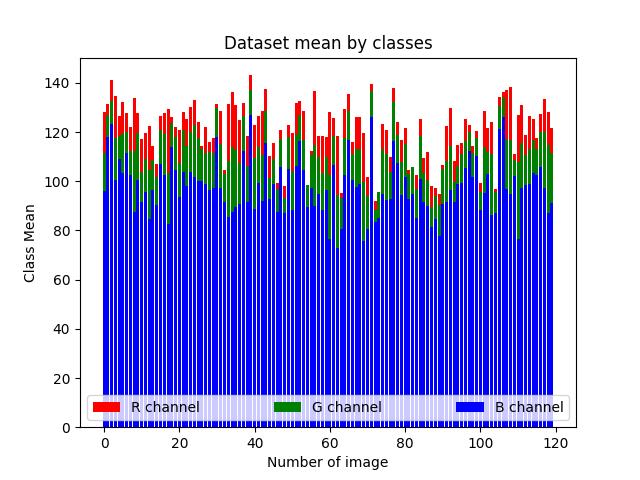 Dataset mean by classes
Class Mean
140
120
100
80
60
40
20
0
R channel G channel B channel
0 20 40 60 80 100 120
Number of image